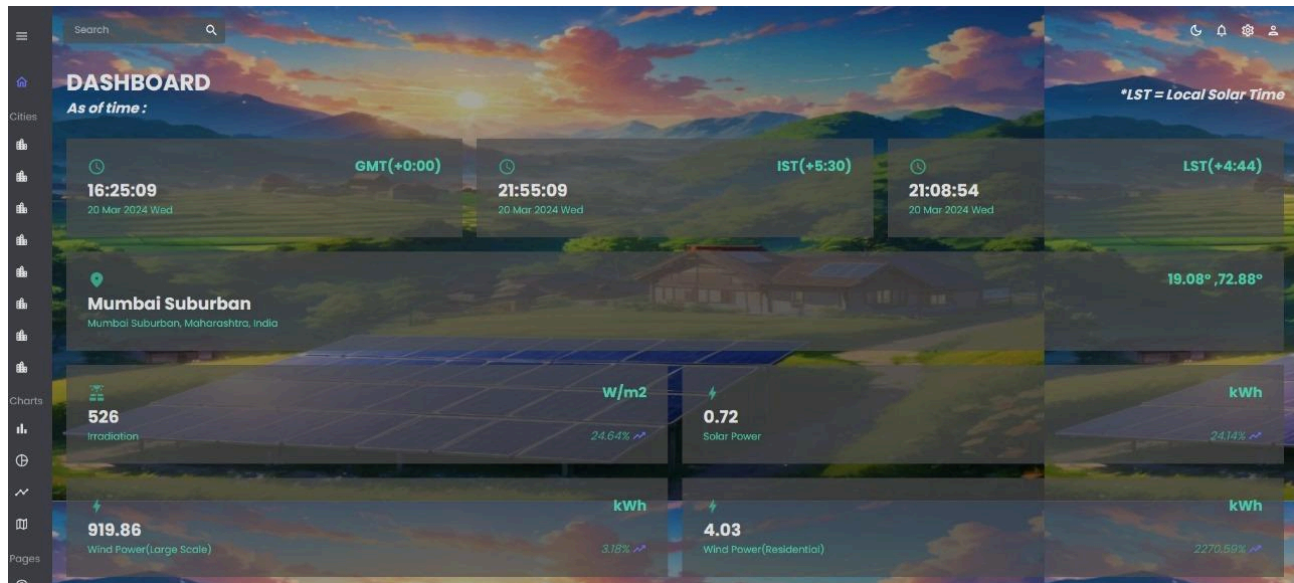 Search
DASHBOARD
As of time :
*LST = Local Solar Time
Cities
GMT(+0:00)
16:25:09
20 Mar 2024 Wed
IST(+5:30)
21:55:09
20 Mar 2024 Wed
LST(+4:44)
21:08:54
20 Mar 2024 Wed
19.08° ,72.88°
Mumbai Suburban
Mumbai Suburban, Maharashtra, India
Charts
W/m2
526
Irradiation
24.64%
kWh
0.72
Solar Power
24.14%
kWh
919.86
Wind Power(Large Scale)
3.18%
kWh
4.03
Wind Power(Residential)
2270.59%
Pages